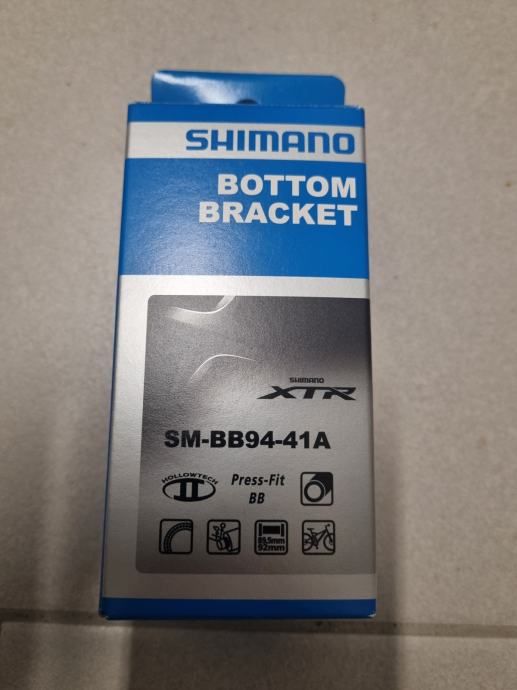 SHIMANO
BOTTOM
BRACKET
SHIMANO
XTR
SM-BB94-41A
HOLLOWTECH
II
Press-Fit
BB
89,5mm
92mm